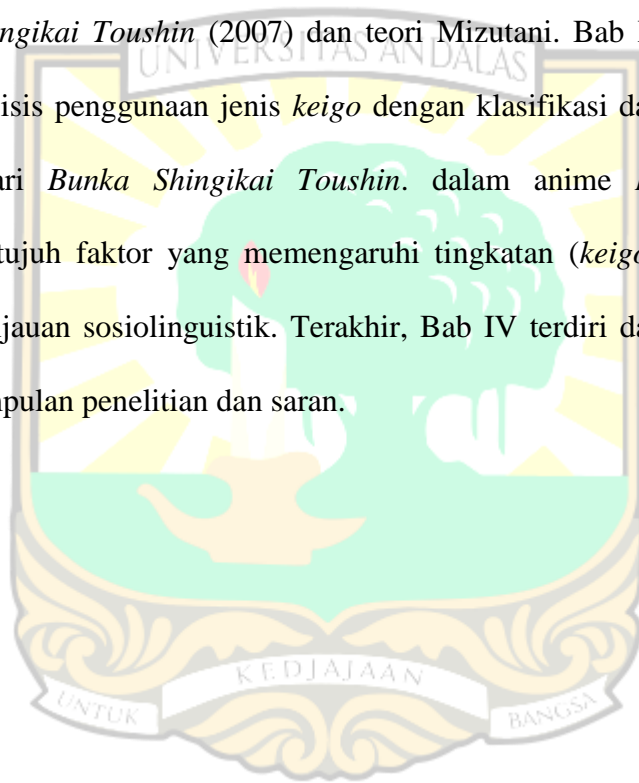 ngikai Toushin (2007) dan teori Mizutani. Bab
UNIVERSITAS ANDALAS
isis penggunaan jenis keigo dengan klasifikasi da
ari Bunka Shingikai Toushin. dalam anime
tujuh faktor yang memengaruhi tingkatan (keigo
jauan sosiolinguistik. Terakhir, Bab IV terdiri da
npulan penelitian dan saran.
KEDJAJAAN
UNTUK BANGSA